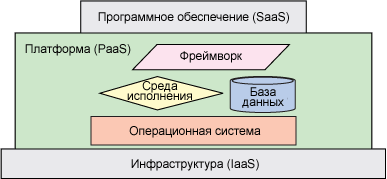 Программное обеспечение (SaaS)
Платформа (PaaS)
Фреймворк
Среда
исполнения
База
данных
Операционная система
Инфраструктура (IaaS)